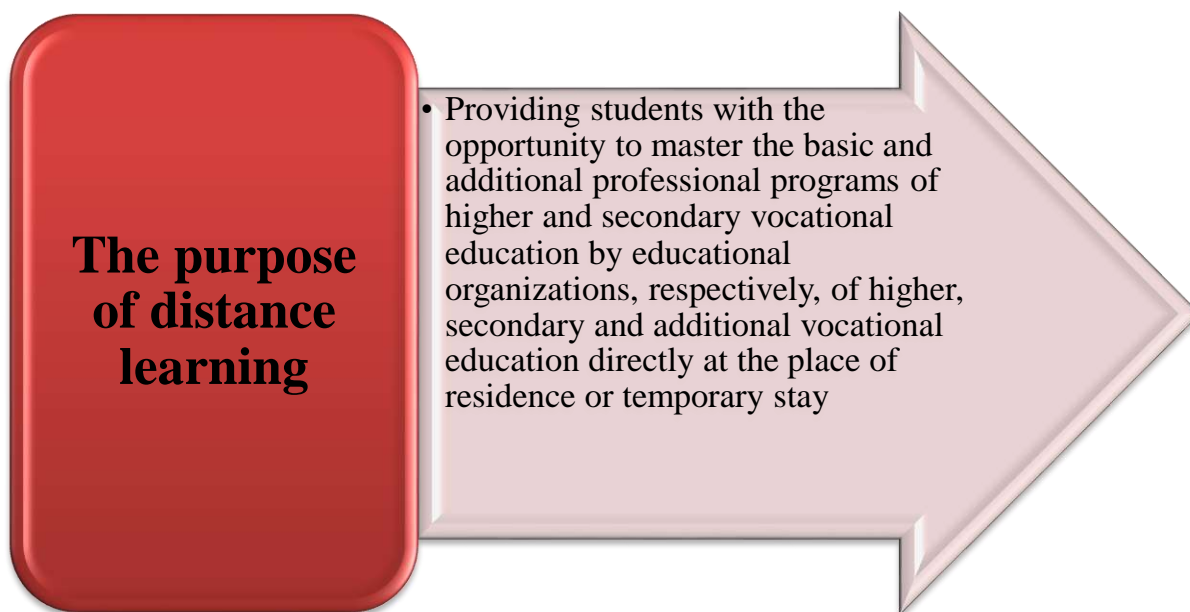 The purpose
of distance
learning
• Providing students with the
opportunity to master the basic and
additional professional programs of
higher and secondary vocational
education by educational
organizations, respectively, of higher,
secondary and additional vocational
education directly at the place of
residence or temporary stay